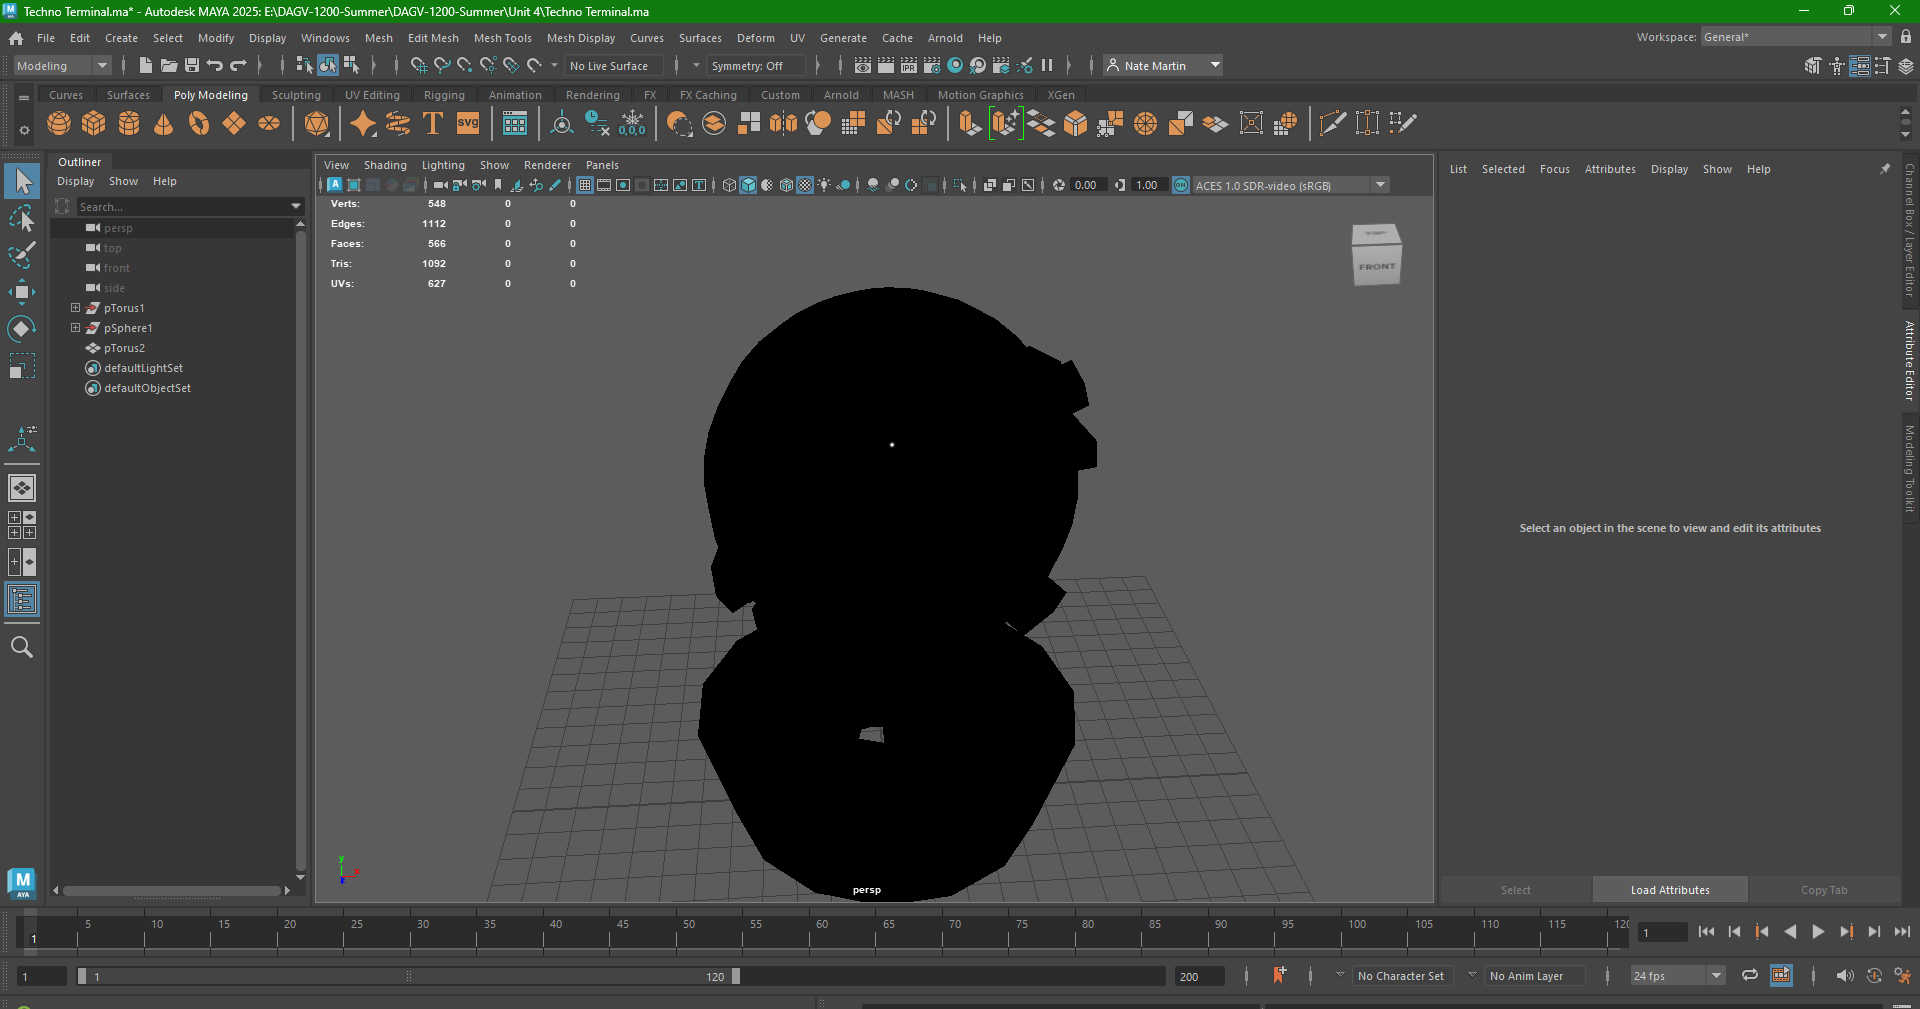 Techno Terminal.ma* - Autodesk MAYA 2025: E:\DAGV-1200-Summer\DAGV-1200-Summer\Unit 4\Techno Terminal.ma
File Edit Create Select Modify Display Windows Mesh Edit Mesh Mesh Tools Mesh Display Curves Surfaces Deform UV Generate Cache Arnold Help
Workspace: General*
Modeling
No Live Surface
Symmetry: Off
Nate Martin
Curves Surfaces Poly Modeling Sculpting UV Editing Rigging Animation Rendering FX FX Caching Custom Arnold MASH Motion Graphics XGen
Outliner
Display Show Help
Search...
persp
top
front
side
pTorus1
pSphere1
pTorus2
defaultLightSet
defaultObjectSet
View Shading Lighting Show Renderer Panels
0.00
1.00
ACES 1.0 SDR-video (sRGB)
Verts: 548 0 0
Edges: 1112 0 0
Faces: 566 0 0
Tris: 1092 0 0
UVs: 627 0 0
FRONT
persp
List Selected Focus Attributes Display Show Help
Select an object in the scene to view and edit its attributes
Select
Load Attributes
Copy Tab
Channel Box / Layer Editor
Attribute Editor
Modeling Toolkit
1 5 10 15 20 25 30 35 40 45 50 55 60 65 70 75 80 85 90 95 100 105 110 115 120
1
1
1
120
200
No Character Set
No Anim Layer
24 fps